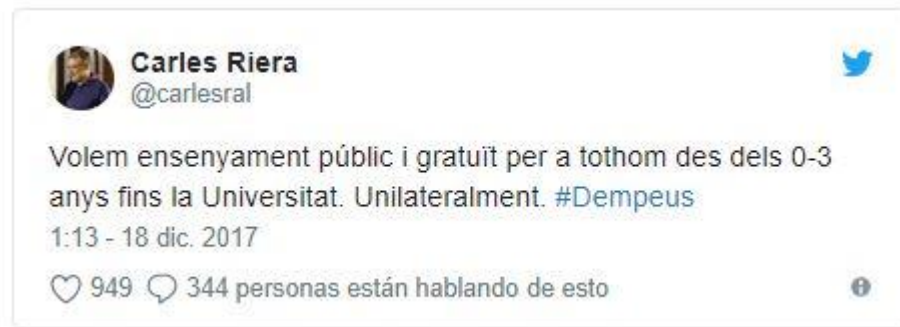 Carles Riera
@carlesral
Volem ensenyament públic i gratuït per a tothom des dels 0-3
anys fins la Universitat. Unilateralment. #Dempeus
1:13 - 18 dic. 2017
949 344 personas están hablando de esto